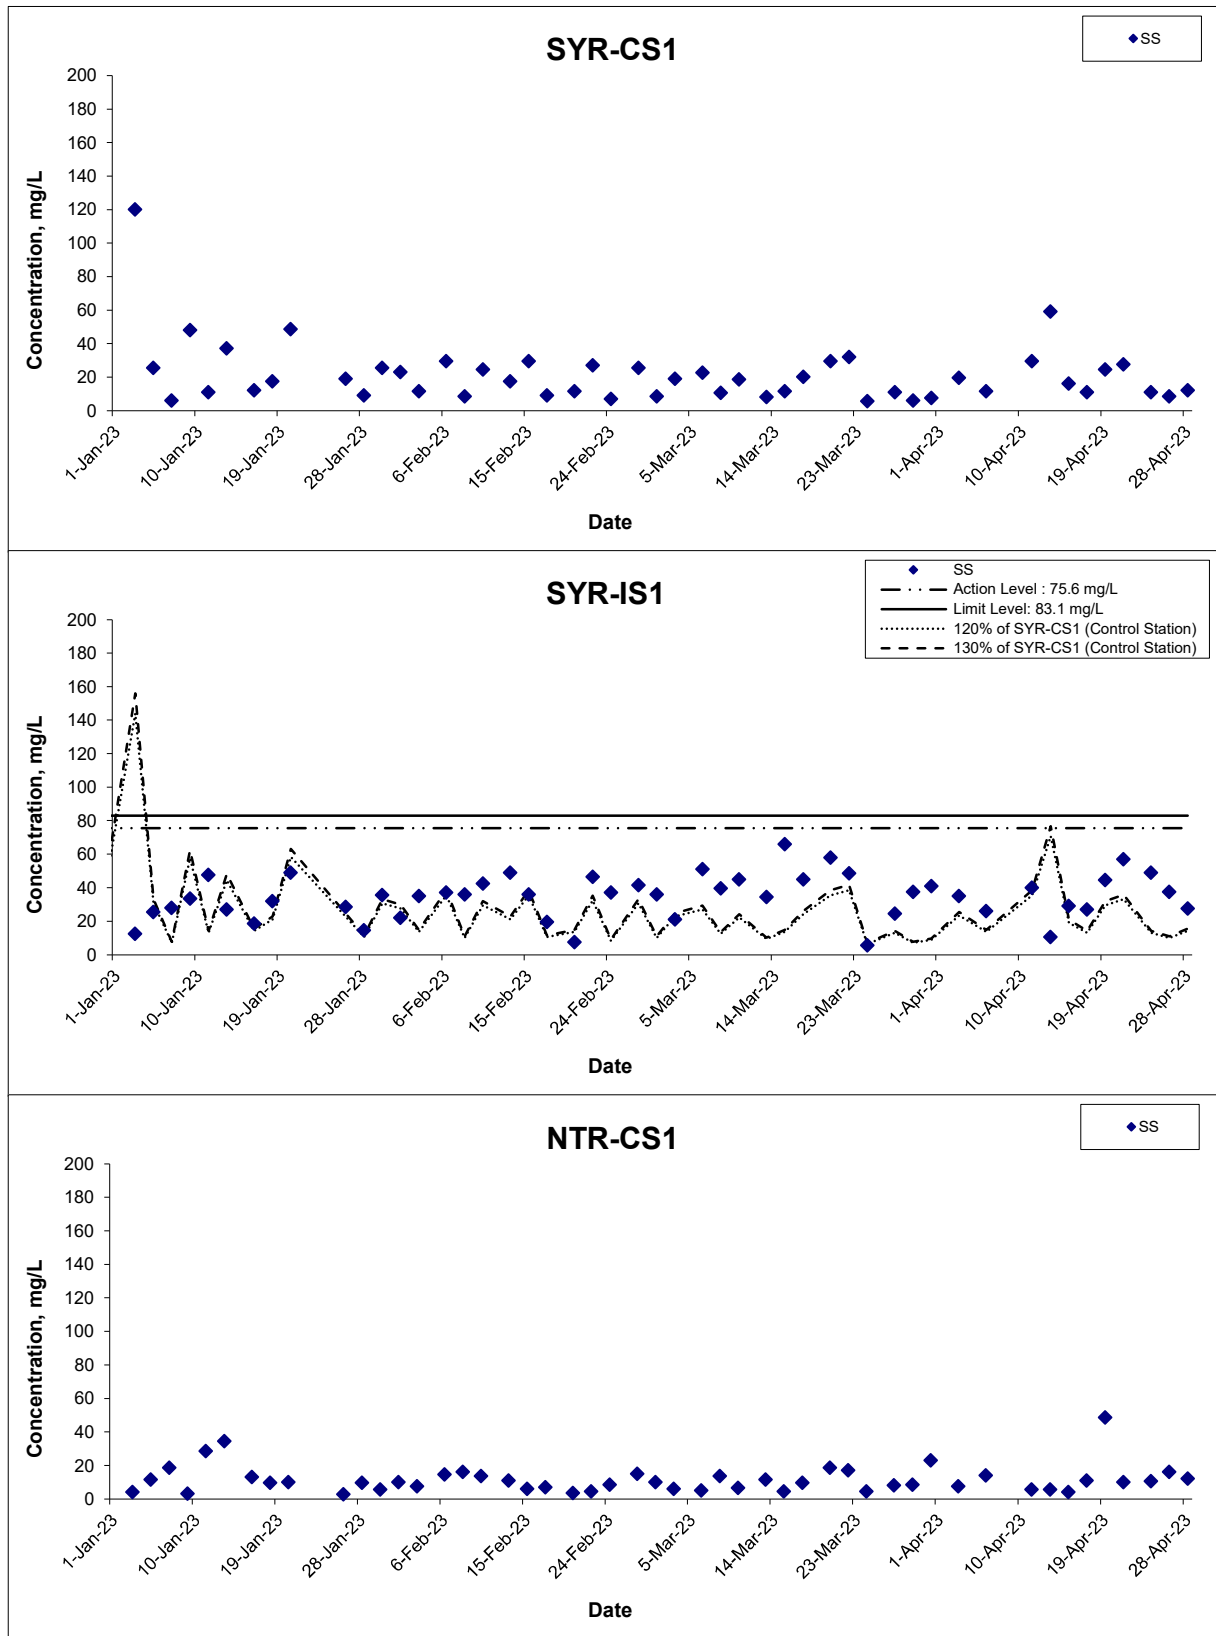 SYR-CS1
SS
200
180
160
140
120
100
80
60
40
20
0
Concentration, mg/L
1-Jan-23
10-Jan-23
19-Jan-23
28-Jan-23
6-Feb-23
15-Feb-23
24-Feb-23
5-Mar-23
14-Mar-23
23-Mar-23
1-Apr-23
10-Apr-23
19-Apr-23
28-Apr-23
Date
SYR-IS1
SS
Action Level : 75.6 mg/L
Limit Level: 83.1 mg/L
120% of SYR-CS1 (Control Station)
130% of SYR-CS1 (Control Station)
200
180
160
140
120
100
80
60
40
20
0
Concentration, mg/L
1-Jan-23
10-Jan-23
19-Jan-23
28-Jan-23
6-Feb-23
15-Feb-23
24-Feb-23
5-Mar-23
14-Mar-23
23-Mar-23
1-Apr-23
10-Apr-23
19-Apr-23
28-Apr-23
Date
NTR-CS1
SS
200
180
160
140
120
100
80
60
40
20
0
Concentration, mg/L
1-Jan-23
10-Jan-23
19-Jan-23
28-Jan-23
6-Feb-23
15-Feb-23
24-Feb-23
5-Mar-23
14-Mar-23
23-Mar-23
1-Apr-23
10-Apr-23
19-Apr-23
28-Apr-23
Date